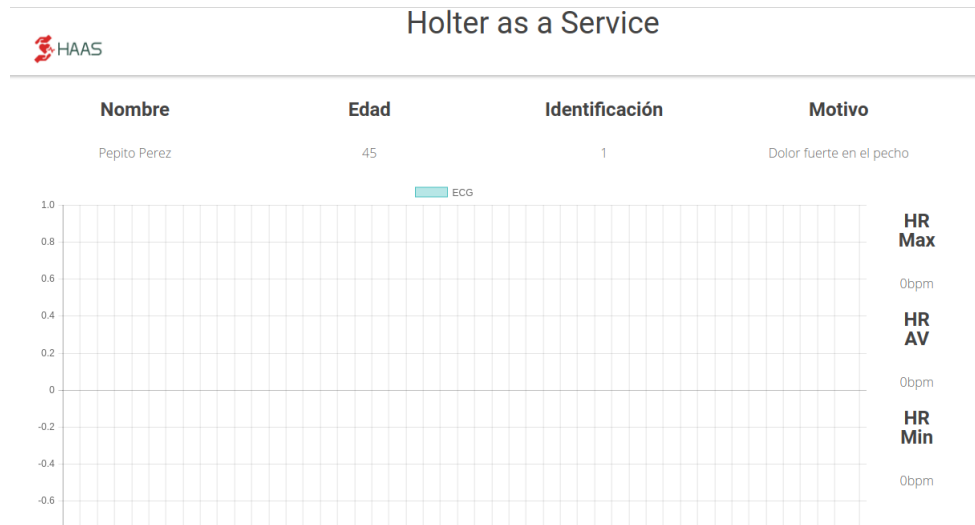 Holter as a Service
HAAS
Nombre Edad Identificación Motivo
Pepito Perez 45 1 Dolor fuerte en el pecho
ECG
1.0
0.8
0.6
0.4
0.2
0
-0.2
-0.4
-0.6
HR
Max
0bpm
HR
AV
0bpm
HR
Min
0bpm